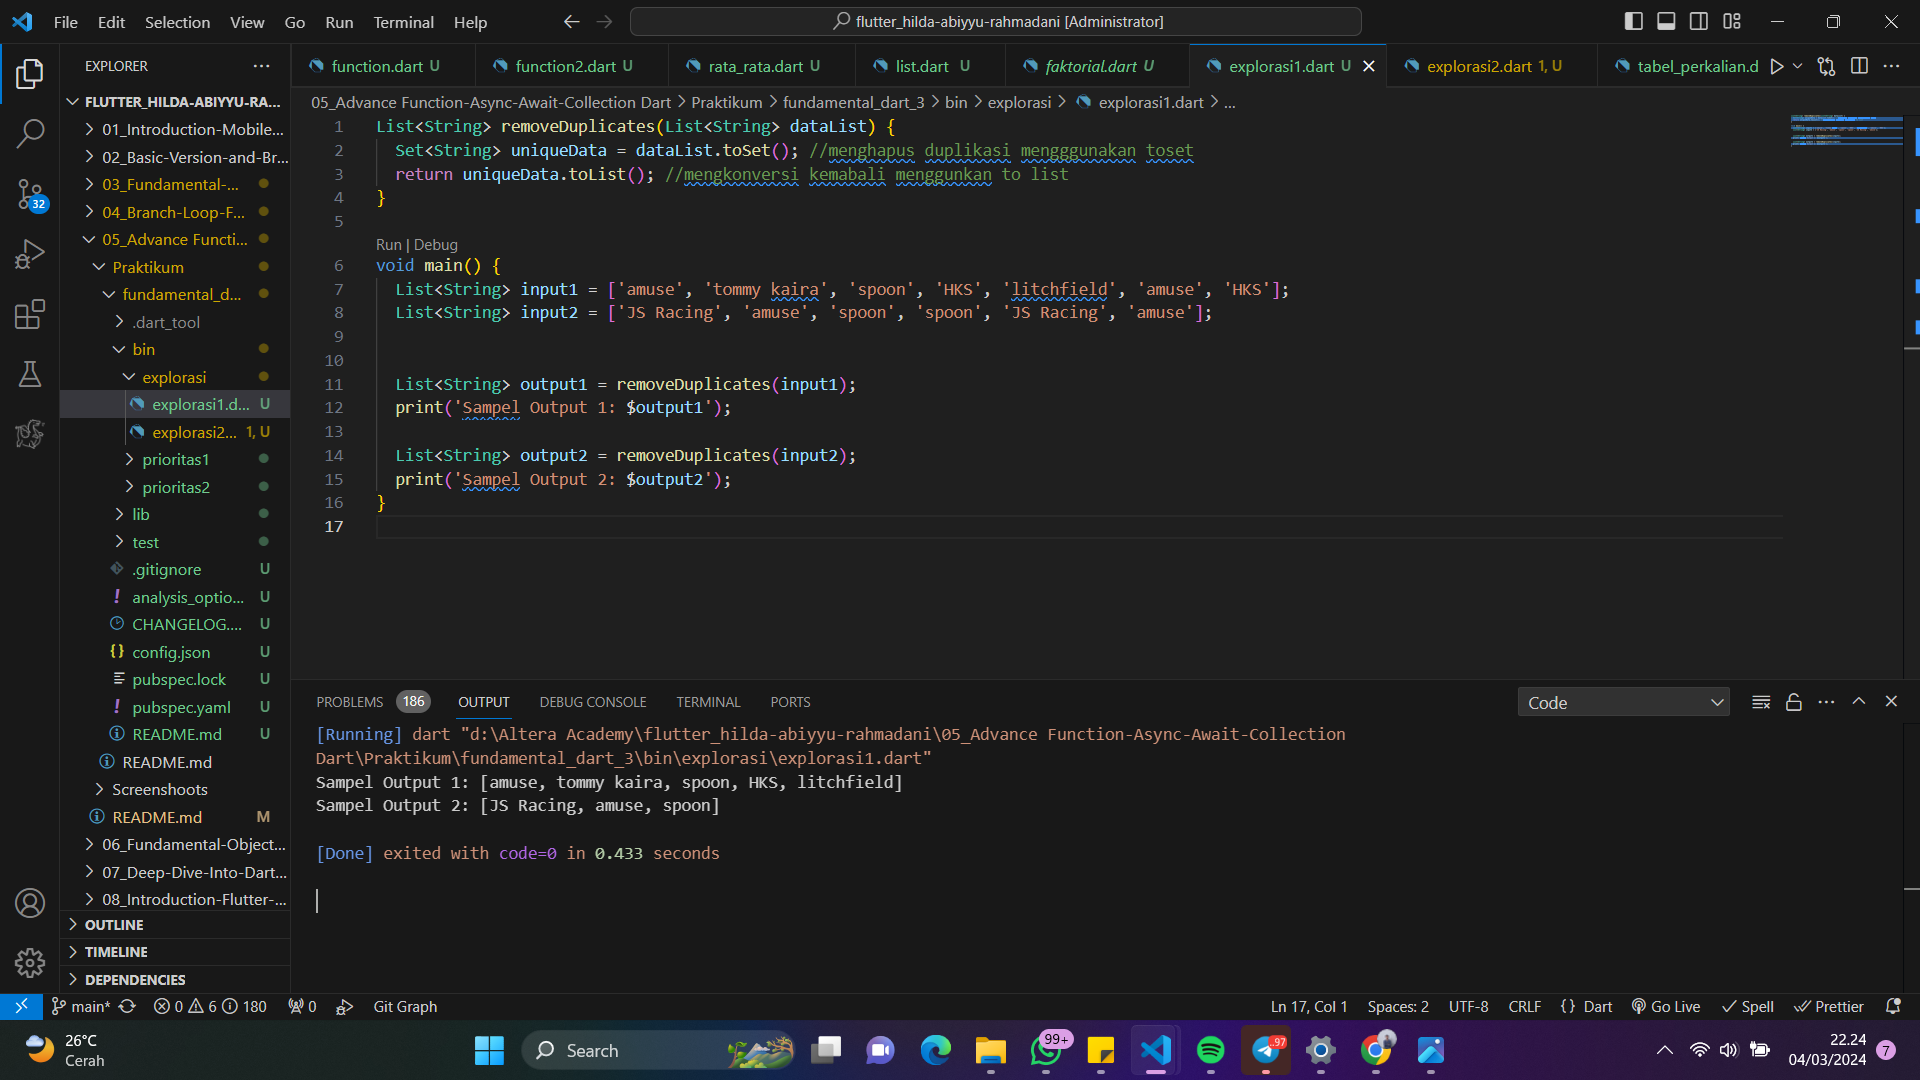 File Edit Selection View Go Run Terminal Help
flutter_hilda-abiyyu-rahmadani [Administrator]
EXPLORER
function.dart U
function2.dart U
rata_rata.dart U
list.dart U
faktorial.dart U
explorasi1.dart U
explorasi2.dart 1, U
tabel_perkalian.d
05_Advance Function-Async-Await-Collection Dart > Praktikum > fundamental_dart_3 > bin > explorasi > explorasi1.dart > ...
FLUTTER_HILDA-ABIYYU-RA...
01_Introduction-Mobile...
02_Basic-Version-and-Br...
03_Fundamental-...
04_Branch-Loop-F...
05_Advance Functi...
Praktikum
fundamental_d...
.dart_tool
bin
explorasi
explorasi1.d... U
explorasi2... 1, U
prioritas1
prioritas2
lib
test
.gitignore U
analysis_optio... U
CHANGELOG.... U
config.json U
pubspec.lock U
pubspec.yaml U
README.md U
README.md
Screenshoots
README.md M
06_Fundamental-Object...
07_Deep-Dive-Into-Dart...
08_Introduction-Flutter-...
OUTLINE
TIMELINE
DEPENDENCIES
32
1 List<String> removeDuplicates(List<String> dataList) {
2 Set<String> uniqueData = dataList.toSet(); //menghapus duplikasi mengggunakan toset
3 return uniqueData.toList(); //mengkonversi kemabali menggunkan to list
4 }
5
Run | Debug
6 void main() {
7 List<String> input1 = ['amuse', 'tommy kaira', 'spoon', 'HKS', 'litchfield', 'amuse', 'HKS'];
8 List<String> input2 = ['JS Racing', 'amuse', 'spoon', 'spoon', 'JS Racing', 'amuse'];
9
10
11 List<String> output1 = removeDuplicates(input1);
12 print('Sampel Output 1: $output1');
13
14 List<String> output2 = removeDuplicates(input2);
15 print('Sampel Output 2: $output2');
16 }
17
PROBLEMS 186 OUTPUT DEBUG CONSOLE TERMINAL PORTS
Code
[Running] dart "d:\Altera Academy\flutter_hilda-abiyyu-rahmadani\05_Advance Function-Async-Await-Collection
Dart\Praktikum\fundamental_dart_3\bin\explorasi\explorasi1.dart"
Sampel Output 1: [amuse, tommy kaira, spoon, HKS, litchfield]
Sampel Output 2: [JS Racing, amuse, spoon]
[Done] exited with code=0 in 0.433 seconds
main* 0 6 180 0 Git Graph
Ln 17, Col 1 Spaces: 2 UTF-8 CRLF {} Dart Go Live Spell Prettier
26°C
Cerah
Search
99+
97
22.24
04/03/2024
7